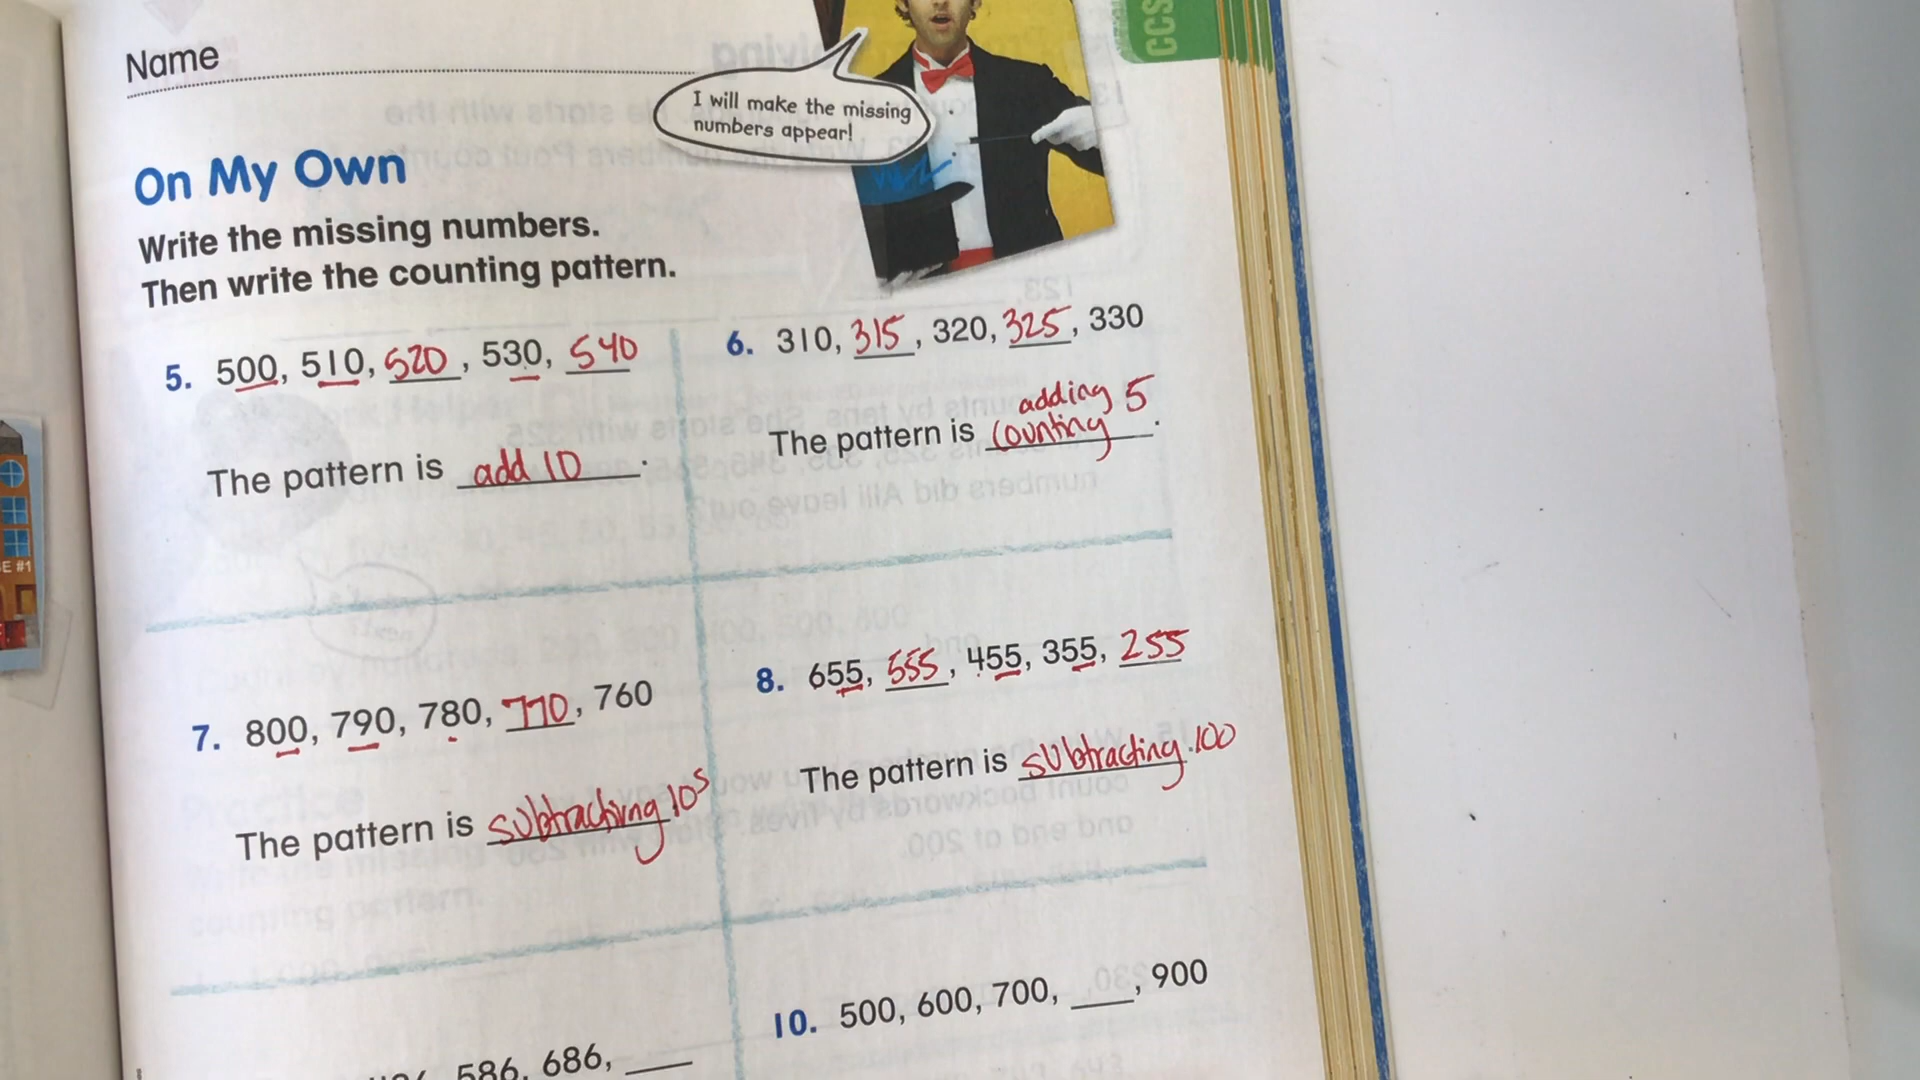 Name
CCS
I will make the missing
numbers appear!
On My Own
Write the missing numbers.
Then write the counting pattern.
5. 500, 510, 520, 530, 540
The pattern is add 10.
6. 310, 315, 320, 325, 330
adding 5
The pattern is counting.
E #1
7. 800, 790, 780, 770, 760
The pattern is subtracting 10s
8. 655, 555, 455, 355, 255
The pattern is subtracting.100
586, 686, ___
10. 500, 600, 700, ___, 900